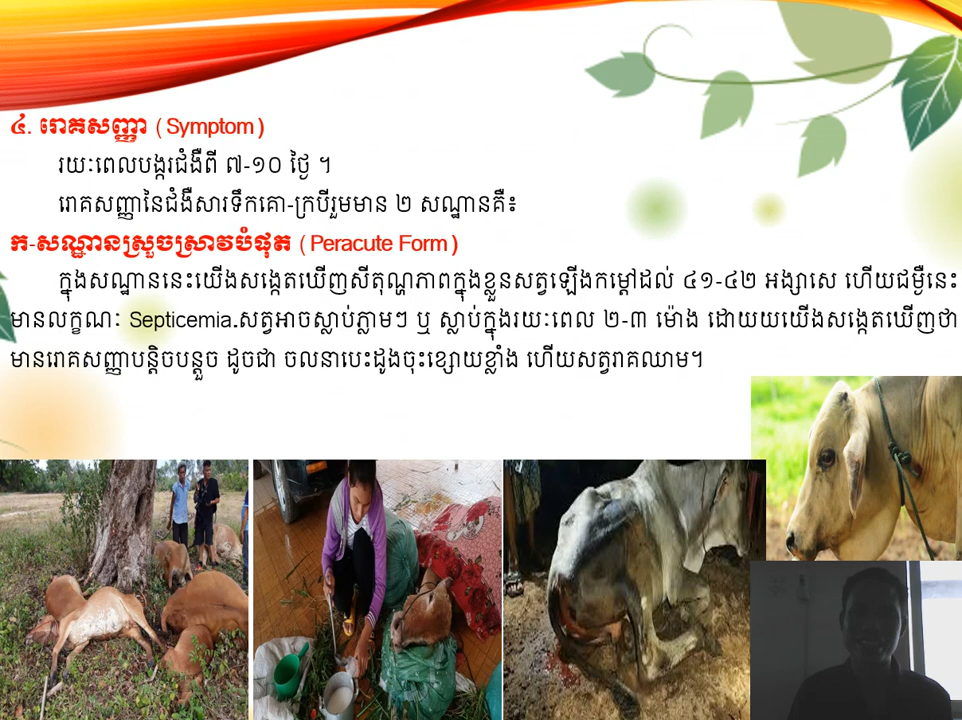 ៤. រោគសញ្ញា (Symptom)
រយៈពេលបង្ករជំងឺពី ៧-១០ ថ្ងៃ ។
រោគសញ្ញានៃជំងឺសារទឹកគោ-ក្របីរួមមាន ២ សណ្ឋានគឺ៖
ក-សណ្ឋានស្រួចស្រាវបំផុត (Peracute Form)
ក្នុងសណ្ឋាននេះយើងសង្កេតឃើញសីតុណ្ហភាពក្នុងខ្លួនសត្វឡើងកម្ដៅដល់ ៤១-៤២ អង្សាសេ ហើយជម្ងឺនេះ
មានលក្ខណៈ Septicemia.សត្វអាចស្លាប់ភ្លាមៗ ឬ ស្លាប់ក្នុងរយៈពេល ២-៣ ម៉ោង ដោយយយើងសង្កេតឃើញថា
មានរោគសញ្ញាបន្តិចបន្តួច ដូចជា ចលនាបេះដូងចុះខ្សោយខ្លាំង ហើយសត្វរាគឈាម។